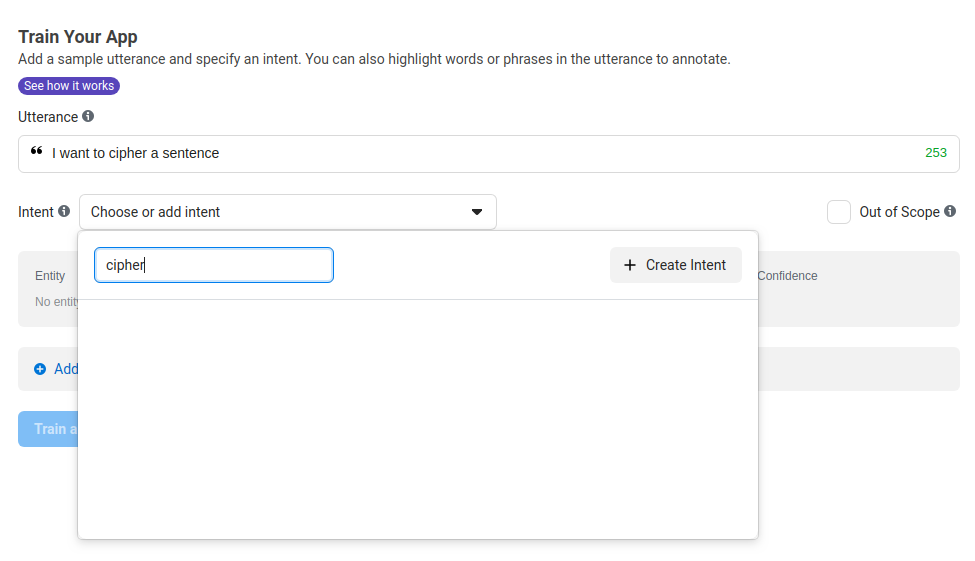 Train Your App
Add a sample utterance and specify an intent. You can also highlight words or phrases in the utterance to annotate.
See how it works
Utterance
I want to cipher a sentence 253
Intent Choose or add intent Out of Scope
cipher Create Intent
Entity Confidence
No entity
Add
Train a